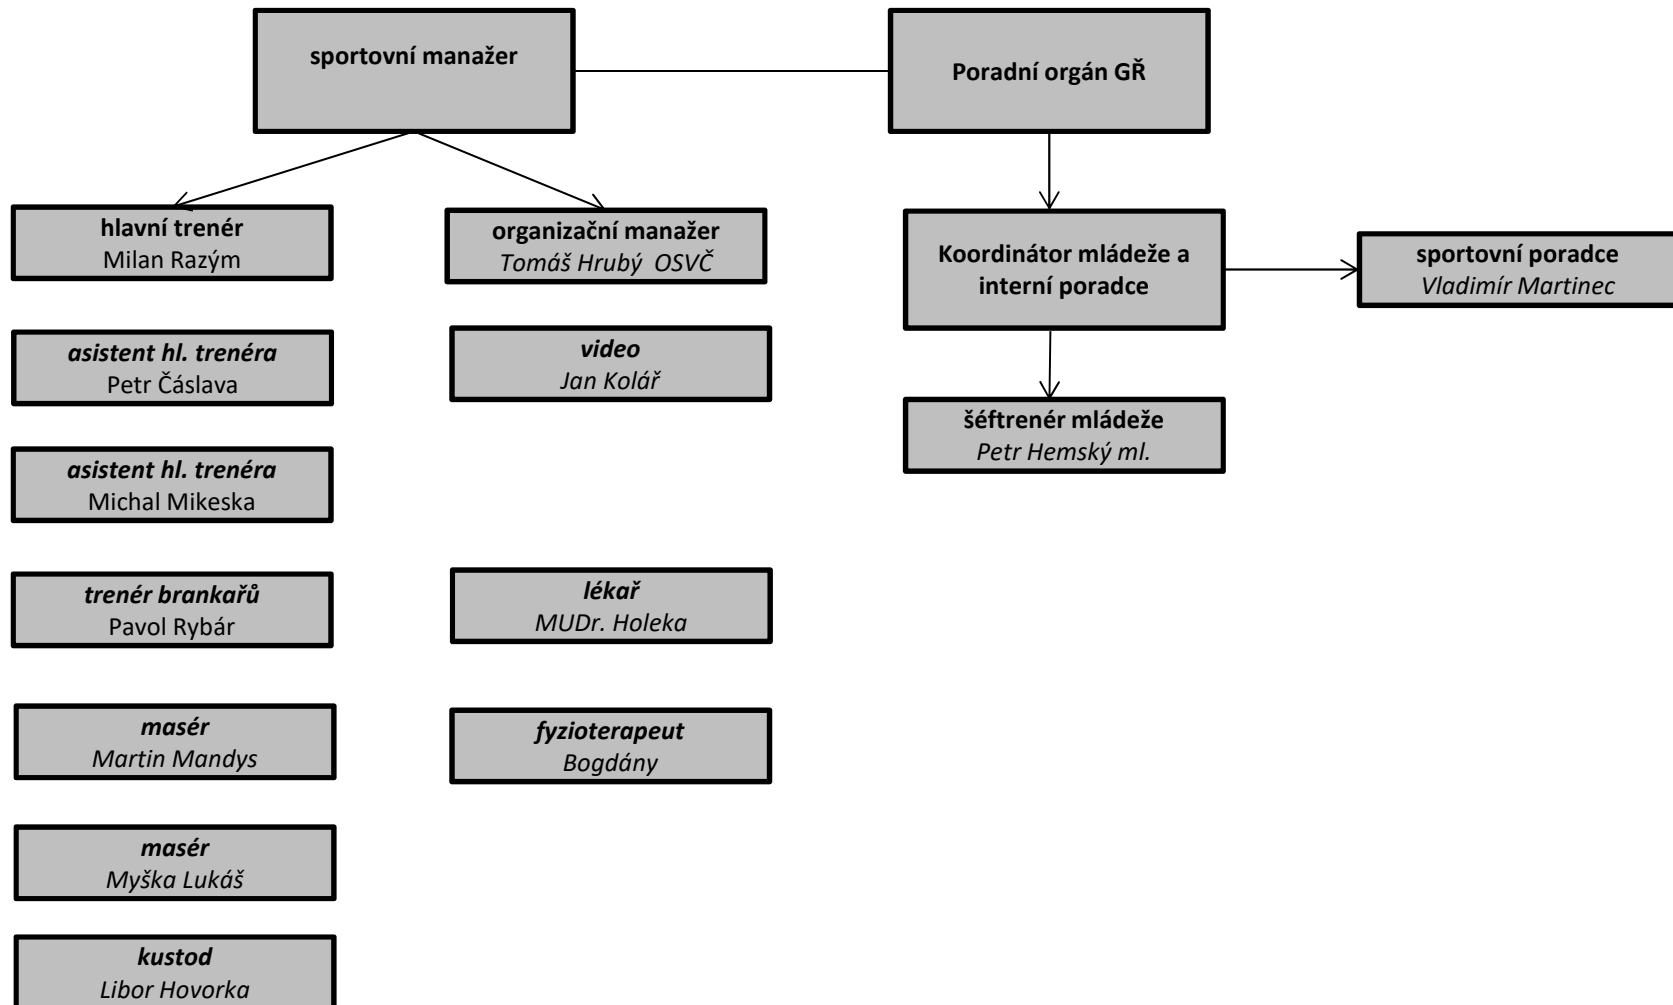 sportovní manažer
Poradní orgán GŘ
hlavní trenér
Milan Razým
organizační manažer
Tomáš Hrubý  OSVČ
Koordinátor mládeže a
interní poradce
sportovní poradce
Vladimír Martinec
asistent hl. trenéra
Petr Čáslava
video
Jan Kolář
šéftrenér mládeže
Petr Hemský ml.
asistent hl. trenéra
Michal Mikeska
trenér brankařů
Pavol Rybár
lékař
MUDr. Holeka
masér
Martin Mandys
fyzioterapeut
Bogdány
masér
Myška Lukáš
kustod
Libor Hovorka